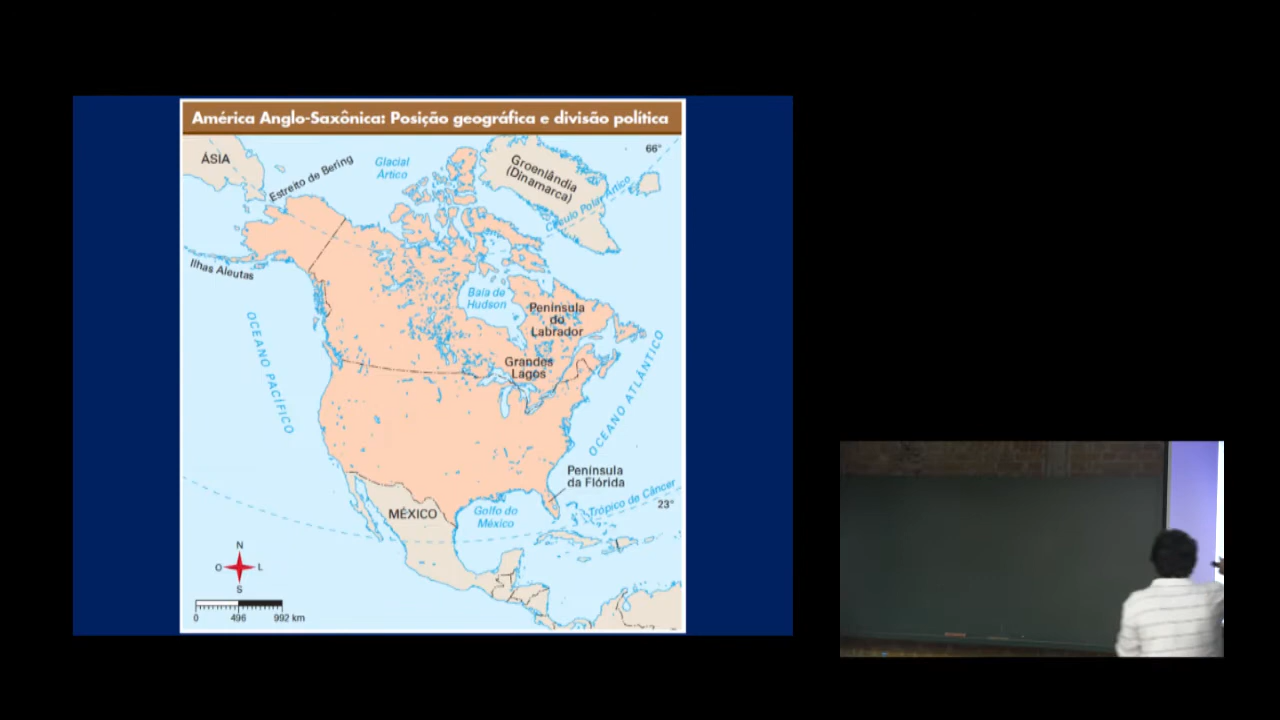 América Anglo-Saxônica: Posição geográfica e divisão política
66°
ÁSIA
Estreito de Bering
Glacial
Ártico
Groenlândia
(Dinamarca)
Círculo Polar Ártico
Ilhas Aleutas
Baía de
Hudson
Península
do
Labrador
Grandes
Lagos
OCEANO PACÍFICO
OCEANO ATLÂNTICO
Península
da Flórida
MÉXICO
Golfo do
México
Trópico de Câncer
23°
N
O
L
S
0 496 992 km